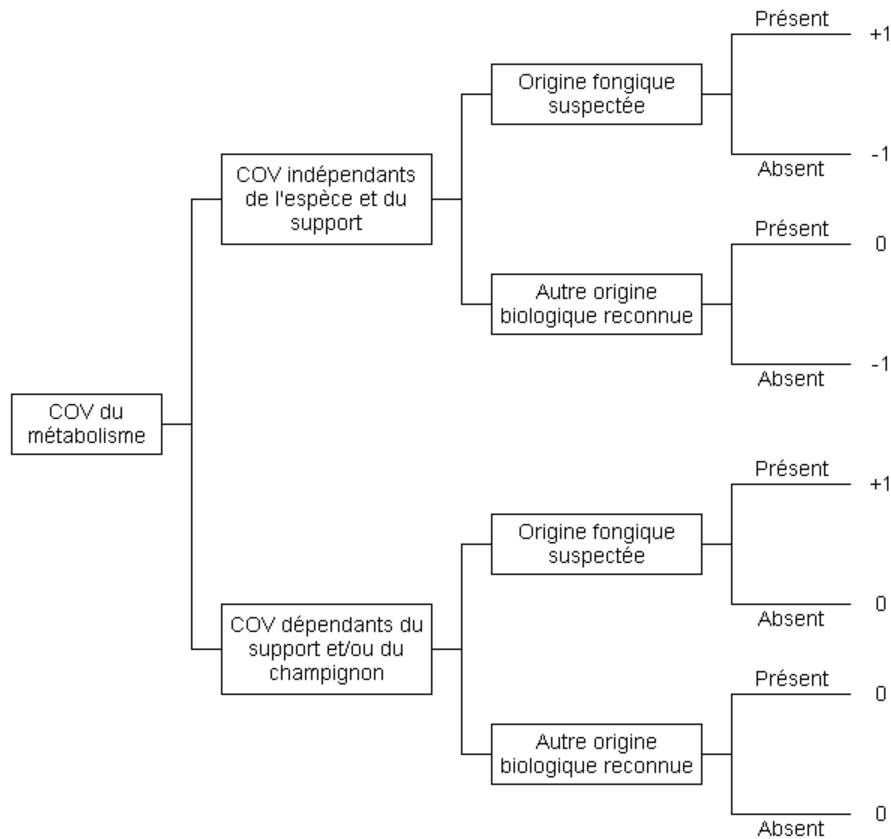 Présent
+1
Origine fongique
suspectée
-1
Absent
COV indépendants
de l'espèce et du
support
Présent
0
Autre origine
biologique reconnue
-1
Absent
COV du
métabolisme
Présent
+1
Origine fongique
suspectée
0
Absent
COV dépendants du
support et/ou du
champignon
Présent
0
Autre origine
biologique reconnue
0
Absent